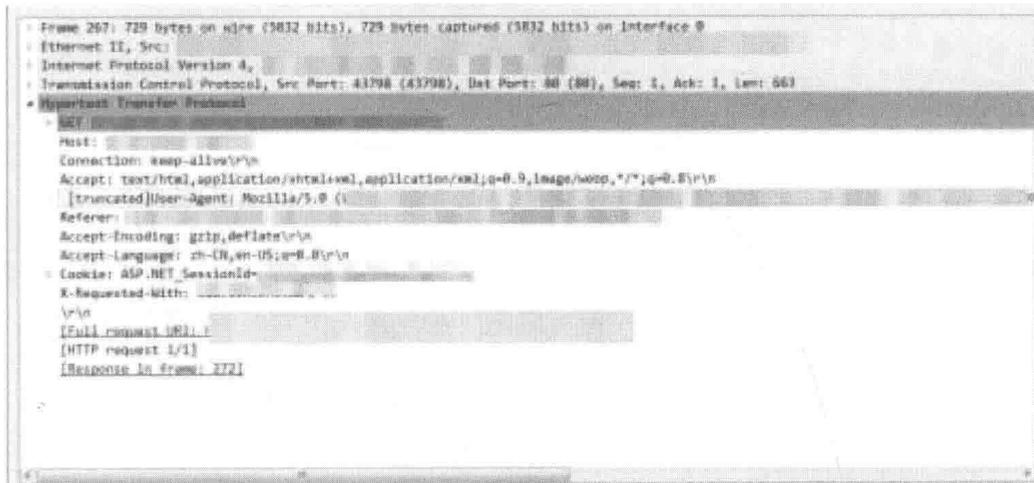 Frame 267: 729 bytes on wire (5832 bits), 729 bytes captured (5832 bits) on interface 0
Ethernet II, Src:
Internet Protocol Version 4,
Transmission Control Protocol, Src Port: 43798 (43798), Dst Port: 80 (80), Seq: 1, Ack: 1, Len: 663
Hypertext Transfer Protocol
GET
Host:
Connection: keep-alive\r\n
Accept: text/html,application/xhtml+xml,application/xml;q=0.9,image/webp,*/*;q=0.8\r\n
[truncated]User-Agent: Mozilla/5.0 (
Referer:
Accept-Encoding: gzip,deflate\r\n
Accept-Language: zh-CN,en-US;q=0.8\r\n
Cookie: ASP.NET_SessionId=
X-Requested-With:
\r\n
[Full request URI:
[HTTP request 1/1]
[Response in frame: 272]